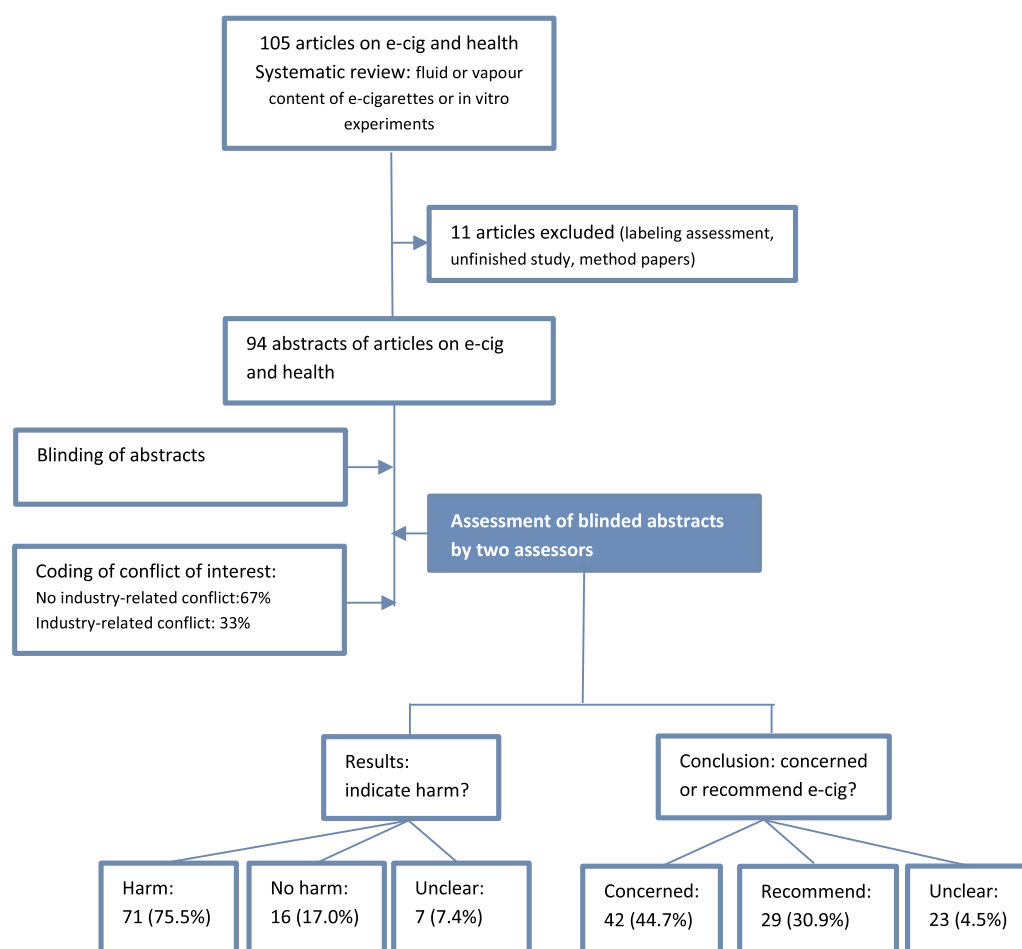 105 articles on e-cig and health
Systematic review: fluid or vapour
content of e-cigarettes or in vitro
experiments
11 articles excluded (labeling assessment,
unfinished study, method papers)
94 abstracts of articles on e-cig
and health
Blinding of abstracts
Assessment of blinded abstracts
by two assessors
Coding of conflict of interest:
No industry-related conflict:67%
Industry-related conflict: 33%
Results:
indicate harm?
Conclusion: concerned
or recommend e-cig?
Harm:
71 (75.5%)
No harm:
16 (17.0%)
Unclear:
7 (7.4%)
Concerned:
42 (44.7%)
Recommend:
29 (30.9%)
Unclear:
23 (4.5%)